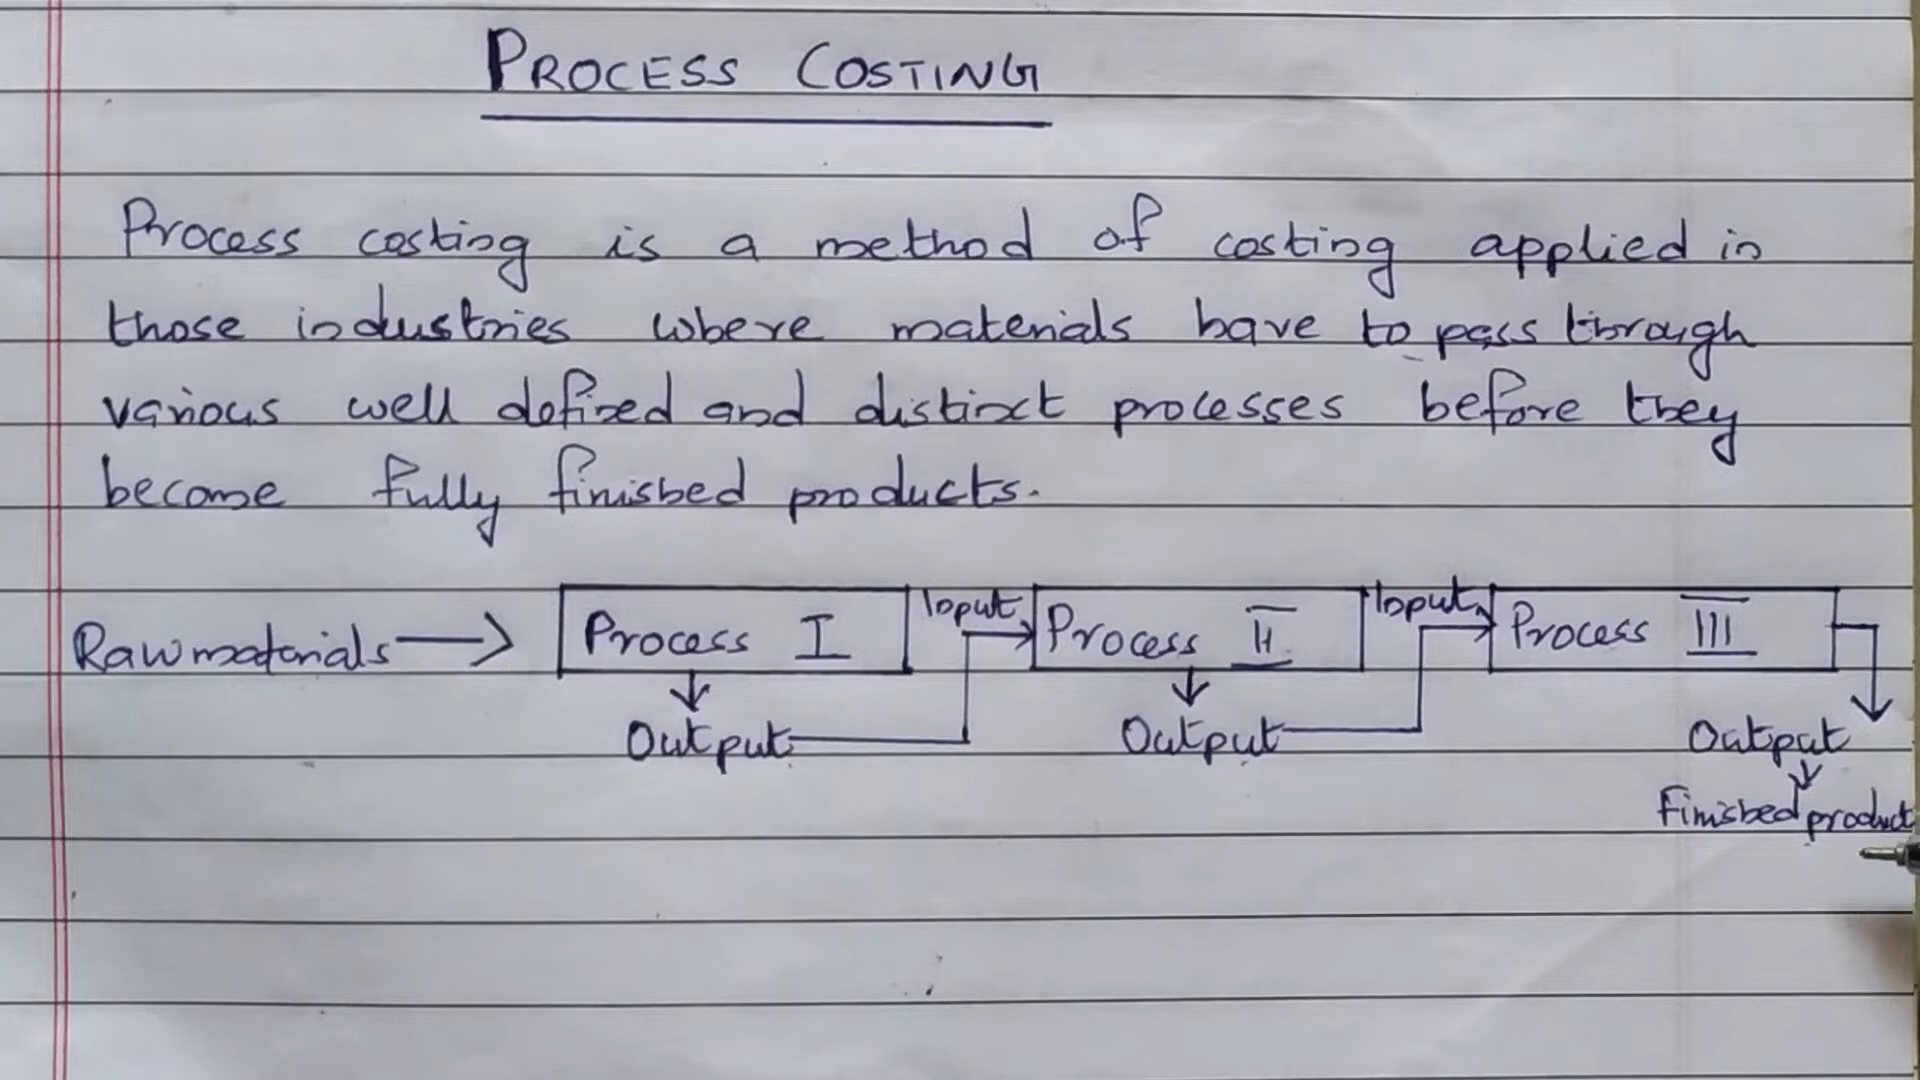 PROCESS COSTING
Process costing is a method of costing applied in
those industries where materials have to pass through
various well defined and distinct processes before they
become fully finished products.
Raw materials → Process I Input Process II Input Process III
Output Output Output
Finished product